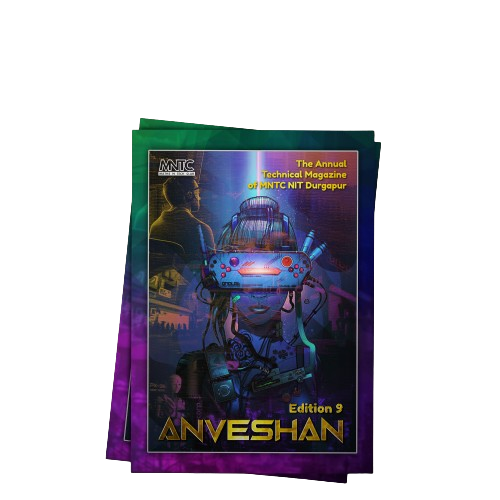 MNTC
The Annual
Technical Magazine
of MNTC NIT Durgapur
Edition 9
ANVESHAN